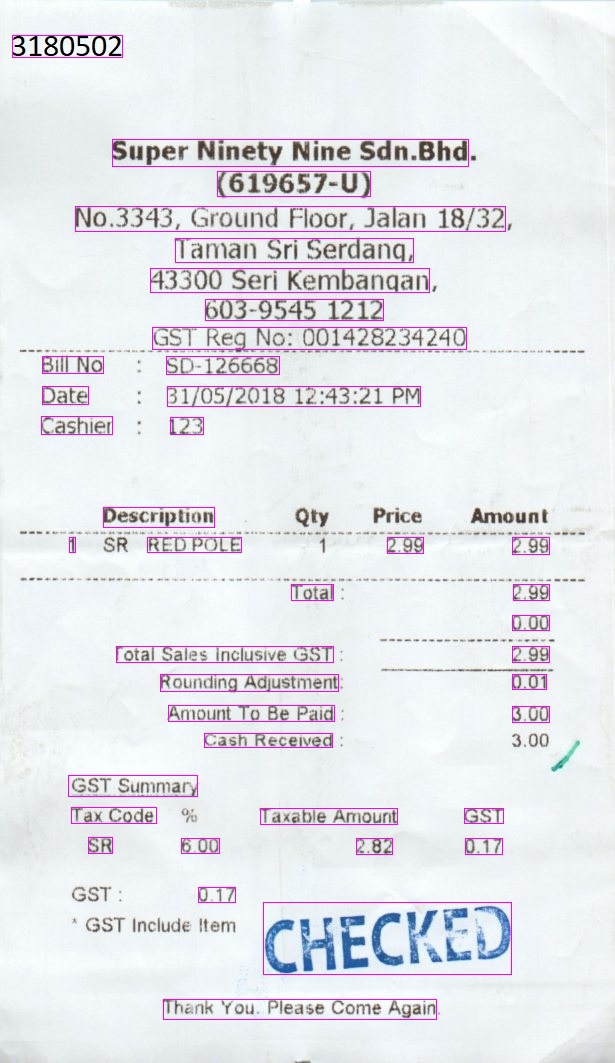 3180502
Super Ninety Nine Sdn.Bhd.
(619657-U)
No.3343, Ground Floor, Jalan 18/32,
Taman Sri Serdang,
43300 Seri Kembangan,
603-9545 1212
GST Reg No: 001428234240
Bill No : SD-126668
Date : 31/05/2018 12:43:21 PM
Cashier : 123
Description Qty Price Amount
1 SR RED POLE 1 2.99 2.99
Total : 2.99
0.00
Total Sales Inclusive GST : 2.99
Rounding Adjustment: 0.01
Amount To Be Paid : 3.00
Cash Received : 3.00
GST Summary
Tax Code % Taxable Amount GST
SR 6.00 2.82 0.17
GST : 0.17
* GST Include Item
CHECKED
Thank You. Please Come Again.